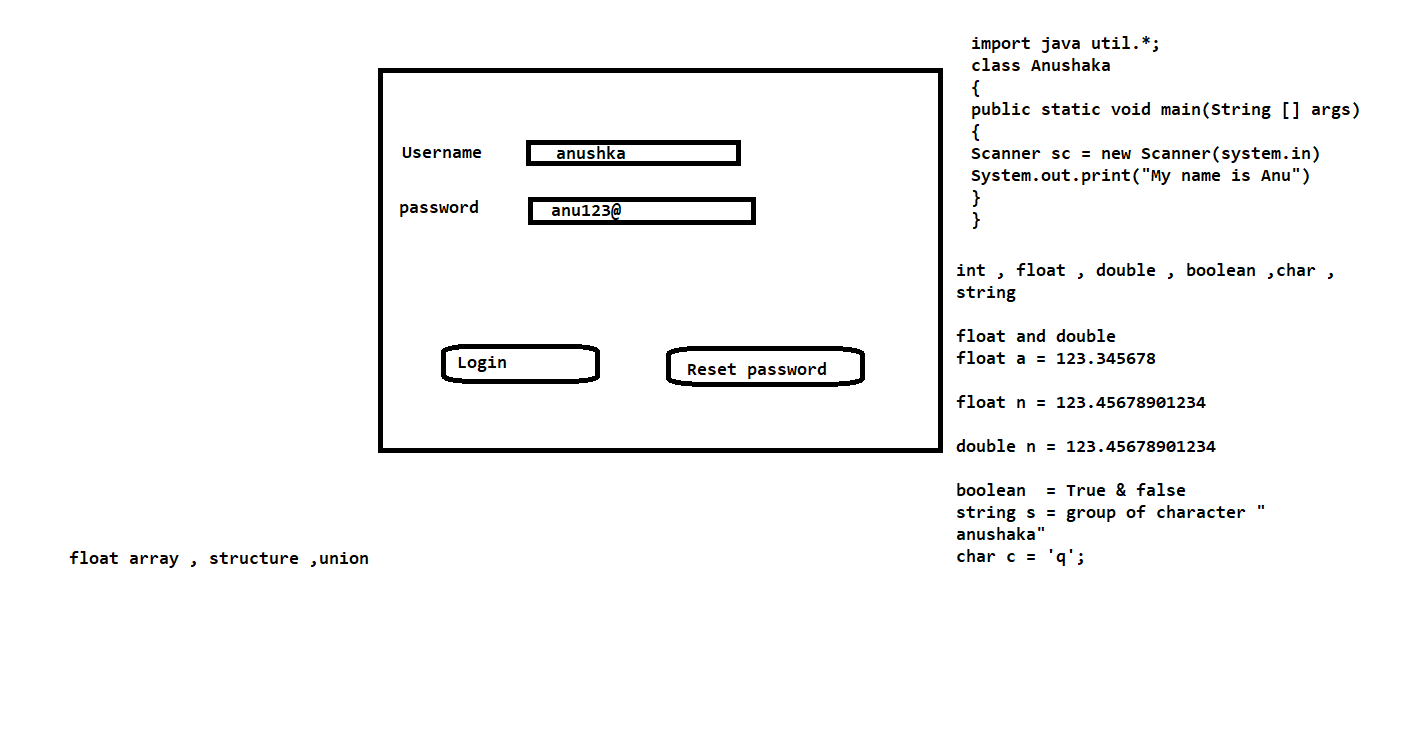 Username anushka
password anu123@
Login Reset password
import java util.*;
class Anushaka
{
public static void main(String [] args)
{
Scanner sc = new Scanner(system.in)
System.out.print("My name is Anu")
}
}
int , float , double , boolean ,char ,
string
float and double
float a = 123.345678
float n = 123.45678901234
double n = 123.45678901234
boolean  = True & false
string s = group of character "
anushaka"
char c = 'q';
float array , structure ,union